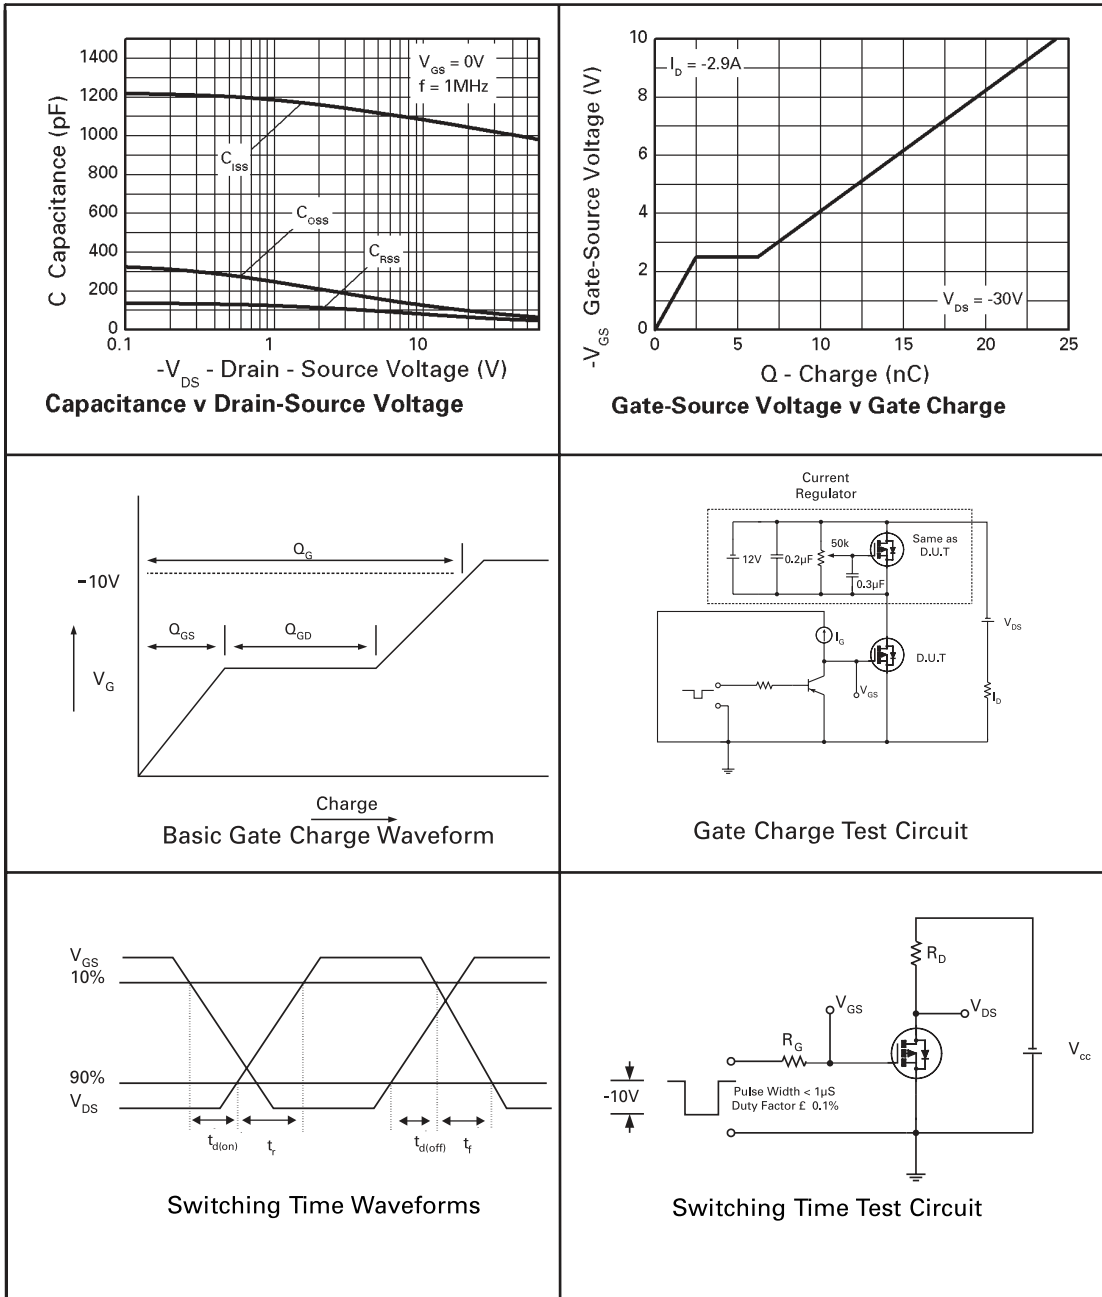 1400
1200
1000
800
600
400
200
0
C Capacitance (pF)
V_GS = 0V
f = 1MHz
C_ISS
C_OSS
C_RSS
0.1
1
10
-V_DS - Drain - Source Voltage (V)
Capacitance v Drain-Source Voltage
10
8
6
4
2
0
-V_GS Gate-Source Voltage (V)
I_D = -2.9A
V_DS = -30V
0
5
10
15
20
25
Q - Charge (nC)
Gate-Source Voltage v Gate Charge
Q_G
-10V
Q_GS
Q_GD
V_G
Charge
Basic Gate Charge Waveform
Current
Regulator
12V
0.2µF
50k
0.3µF
Same as
D.U.T
I_G
V_DS
D.U.T
V_GS
I_D
Gate Charge Test Circuit
V_GS
10%
90%
V_DS
t_d(on)
t_r
t_d(off)
t_f
Switching Time Waveforms
R_D
V_GS
V_DS
R_G
V_cc
-10V
Pulse Width < 1µS
Duty Factor £ 0.1%
Switching Time Test Circuit